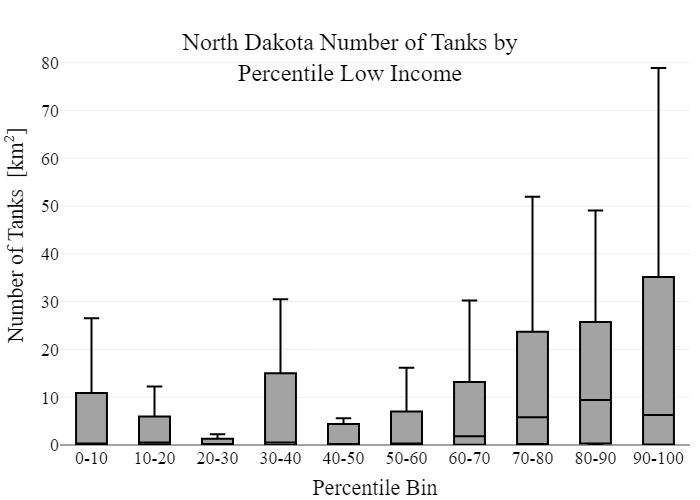 North Dakota Number of Tanks by
Percentile Low Income
Number of Tanks [km²]
80
70
60
50
40
30
20
10
0
0-10 10-20 20-30 30-40 40-50 50-60 60-70 70-80 80-90 90-100
Percentile Bin